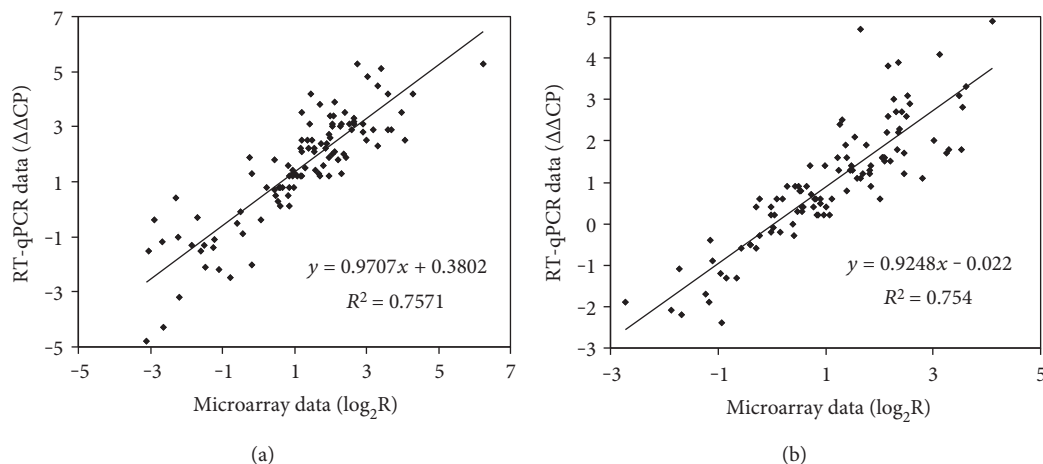 7
5
3
1
−1
−3
−5
RT-qPCR data (ΔΔCP)
−5 −3 −1 1 3 5 7
Microarray data (log₂R)
y = 0.9707x + 0.3802
R² = 0.7571
(a)
5
4
3
2
1
0
−1
−2
−3
RT-qPCR data (ΔΔCP)
−3 −1 1 3 5
Microarray data (log₂R)
y = 0.9248x − 0.022
R² = 0.754
(b)